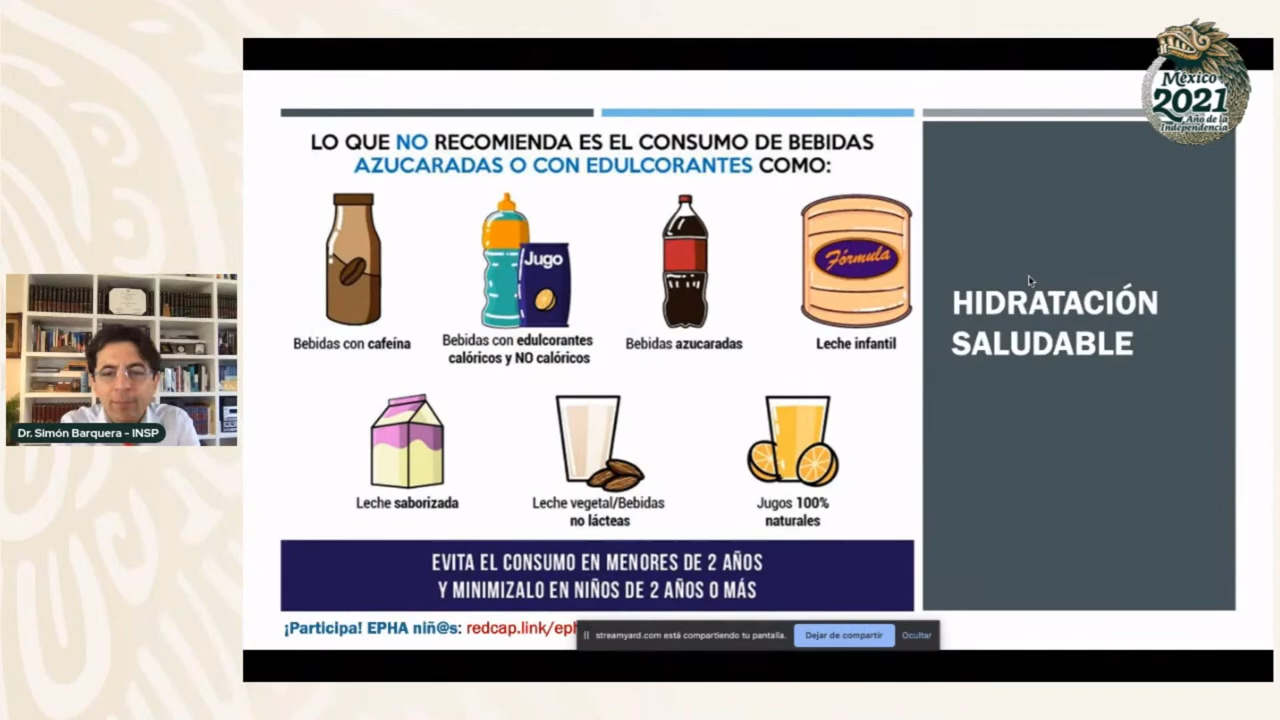 México
2021
Año de la
Independencia
LO QUE NO RECOMIENDA ES EL CONSUMO DE BEBIDAS
AZUCARADAS O CON EDULCORANTES COMO:
Jugo
Fórmula
Bebidas con cafeína
Bebidas con edulcorantes
calóricos y NO calóricos
Bebidas azucaradas
Leche infantil
HIDRATACIÓN
SALUDABLE
Dr. Simón Barquera - INSP
Leche saborizada
Leche vegetal/Bebidas
no lácteas
Jugos 100%
naturales
EVITA EL CONSUMO EN MENORES DE 2 AÑOS
Y MINIMIZALO EN NIÑOS DE 2 AÑOS O MÁS
¡Participa! EPHA niñ@s: redcap.link/eph
streamyard.com está compartiendo tu pantalla. Dejar de compartir Ocultar